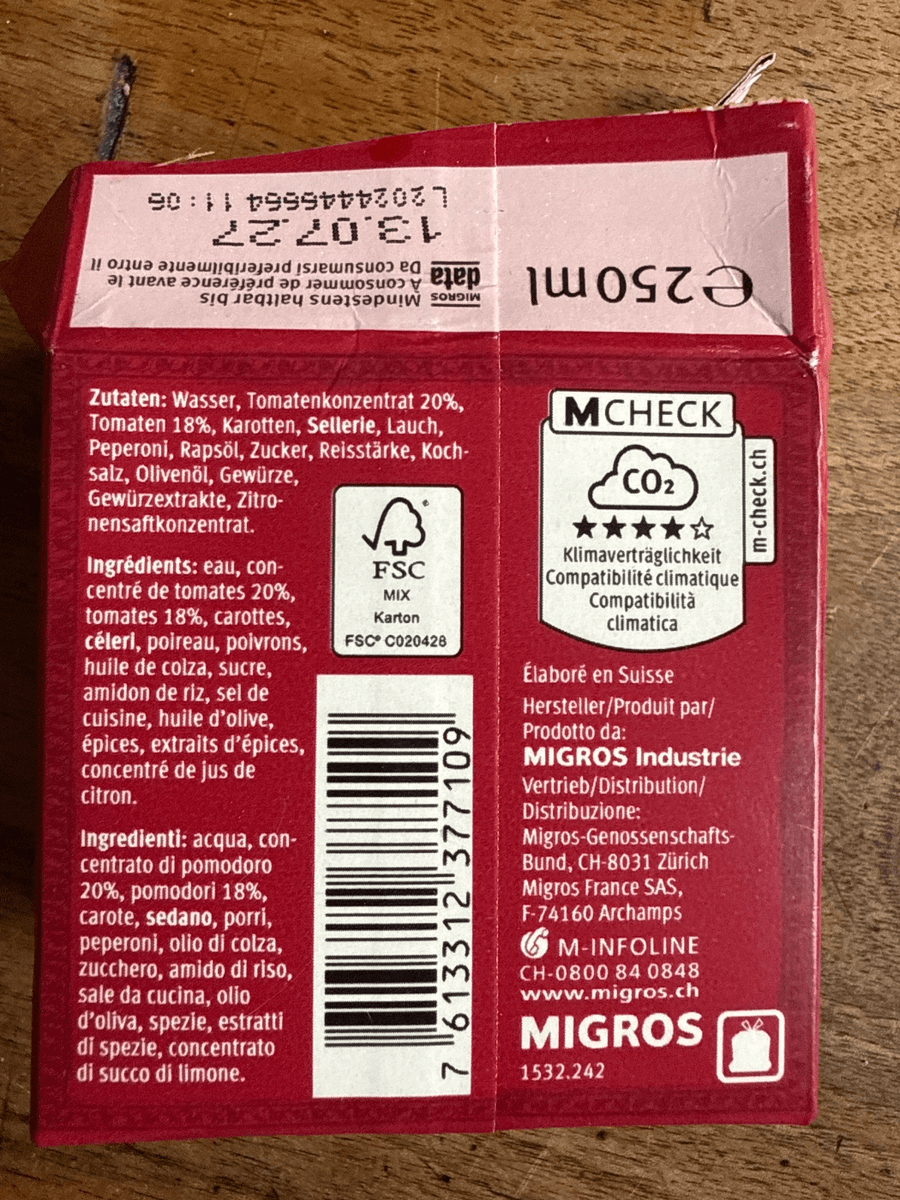 e250ml
MIGROS data
Mindestens haltbar bis
À consommer de préférence avant le
Da consumarsi preferibilmente entro il
13.07.27
L2024446664 11:06
Zutaten: Wasser, Tomatenkonzentrat 20%,
Tomaten 18%, Karotten, Sellerie, Lauch,
Peperoni, Rapsöl, Zucker, Reisstärke, Koch-
salz, Olivenöl, Gewürze,
Gewürzextrakte, Zitro-
nensaftkonzentrat.
Ingrédients: eau, con-
centré de tomates 20%,
tomates 18%, carottes,
céleri, poireau, poivrons,
huile de colza, sucre,
amidon de riz, sel de
cuisine, huile d'olive,
épices, extraits d'épices,
concentré de jus de
citron.
Ingredienti: acqua, con-
centrato di pomodoro
20%, pomodori 18%,
carote, sedano, porri,
peperoni, olio di colza,
zucchero, amido di riso,
sale da cucina, olio
d'oliva, spezie, estratti
di spezie, concentrato
di succo di limone.
FSC
MIX
Karton
FSC® C020428
7 613312 377109
MCHECK
CO₂
m-check.ch
Klimaverträglichkeit
Compatibilité climatique
Compatibilità
climatica
Élaboré en Suisse
Hersteller/Produit par/
Prodotto da:
MIGROS Industrie
Vertrieb/Distribution/
Distribuzione:
Migros-Genossenschafts-
Bund, CH-8031 Zürich
Migros France SAS,
F-74160 Archamps
M-INFOLINE
CH-0800 84 0848
www.migros.ch
MIGROS
1532.242